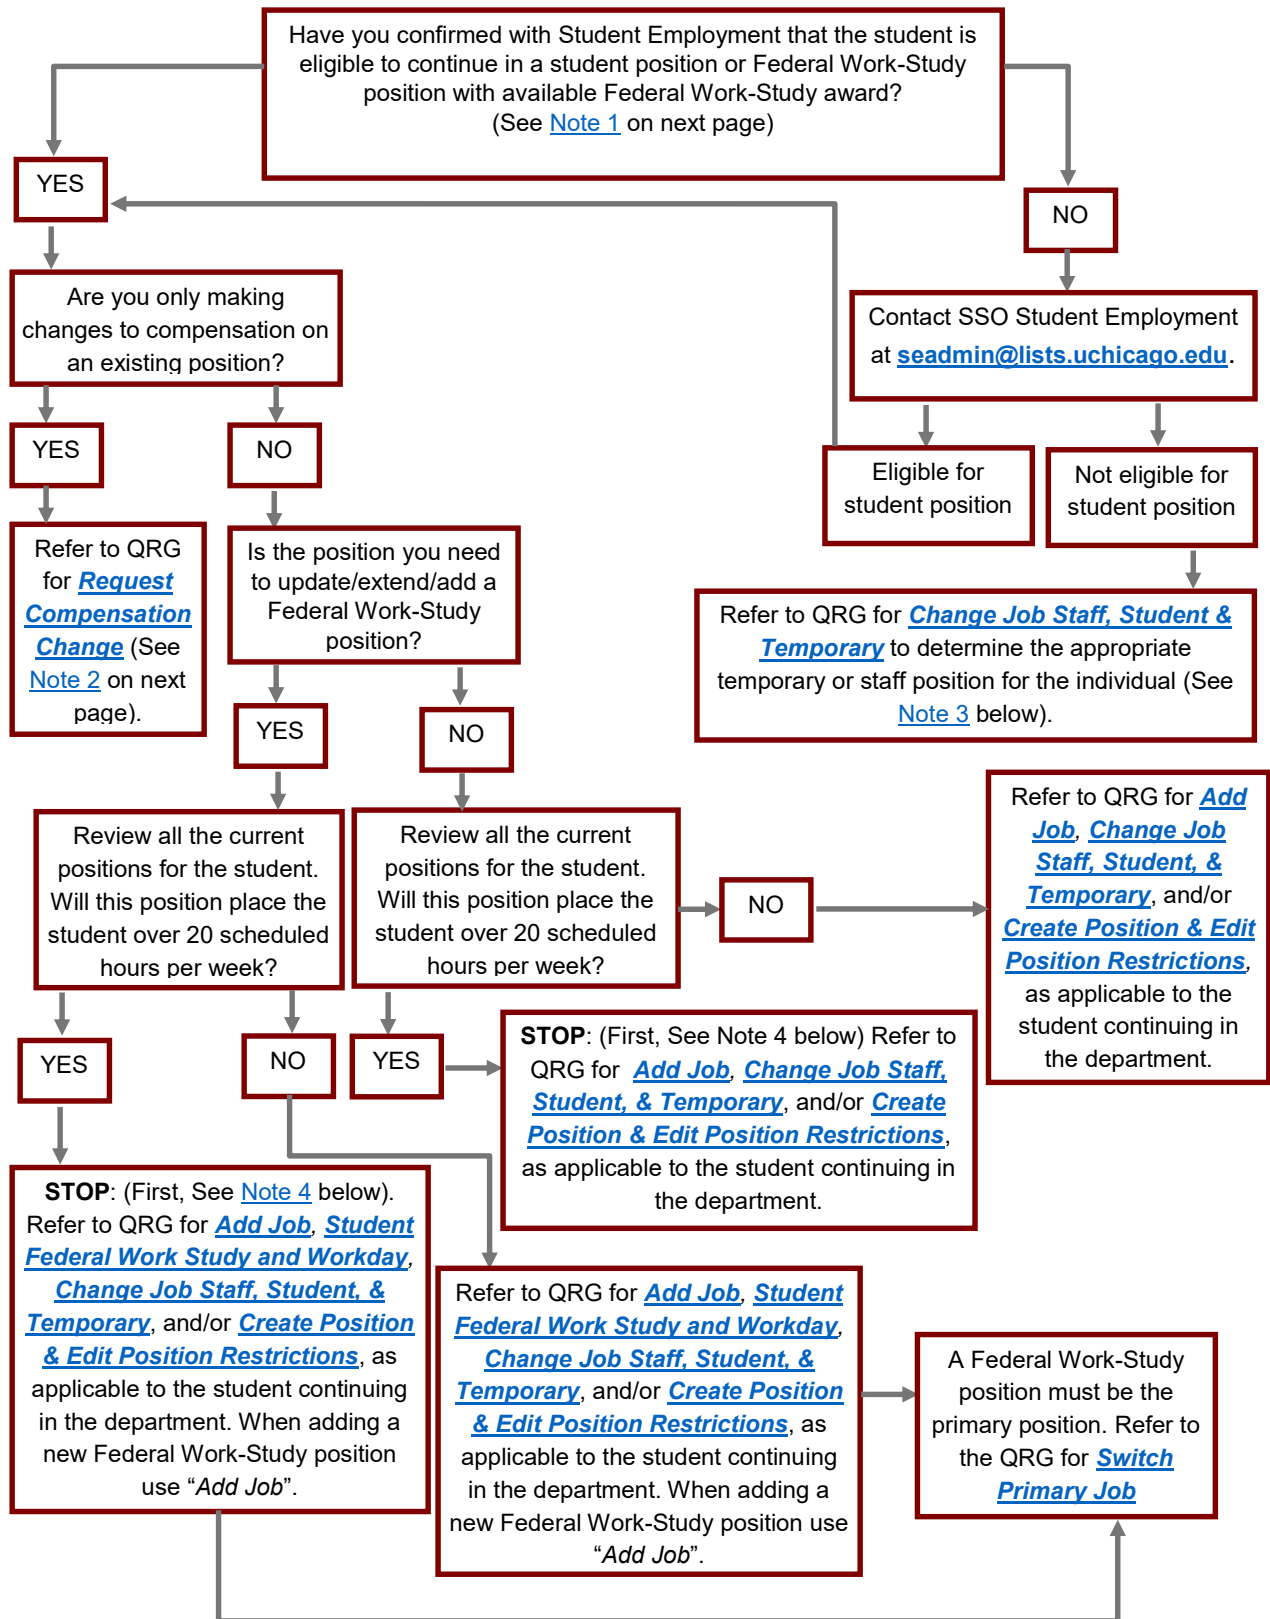 Have you confirmed with Student Employment that the student is
eligible to continue in a student position or Federal Work-Study
position with available Federal Work-Study award?
(See Note 1 on next page)
YES
NO
Are you only making
changes to compensation on
an existing position?
Contact SSO Student Employment
at seadmin@lists.uchicago.edu.
YES
NO
Eligible for
student position
Not eligible for
student position
Refer to QRG
for Request
Compensation
Change (See
Note 2 on next
page).
Is the position you need
to update/extend/add a
Federal Work-Study
position?
Refer to QRG for Change Job Staff, Student &
Temporary to determine the appropriate
temporary or staff position for the individual (See
Note 3 below).
YES
NO
Review all the current
positions for the student.
Will this position place the
student over 20 scheduled
hours per week?
Review all the current
positions for the student.
Will this position place the
student over 20 scheduled
hours per week?
NO
Refer to QRG for Add
Job, Change Job
Staff, Student, &
Temporary, and/or
Create Position & Edit
Position Restrictions,
as applicable to the
student continuing in
the department.
YES
NO
YES
STOP: (First, See Note 4 below) Refer to
QRG for Add Job, Change Job Staff,
Student, & Temporary, and/or Create
Position & Edit Position Restrictions,
as applicable to the student continuing in
the department.
STOP: (First, See Note 4 below).
Refer to QRG for Add Job, Student
Federal Work Study and Workday,
Change Job Staff, Student, &
Temporary, and/or Create Position
& Edit Position Restrictions, as
applicable to the student continuing
in the department. When adding a
new Federal Work-Study position
use “Add Job”.
Refer to QRG for Add Job, Student
Federal Work Study and Workday,
Change Job Staff, Student, &
Temporary, and/or Create Position
& Edit Position Restrictions, as
applicable to the student continuing
in the department. When adding a
new Federal Work-Study position use
“Add Job”.
A Federal Work-Study
position must be the
primary position. Refer to
the QRG for Switch
Primary Job